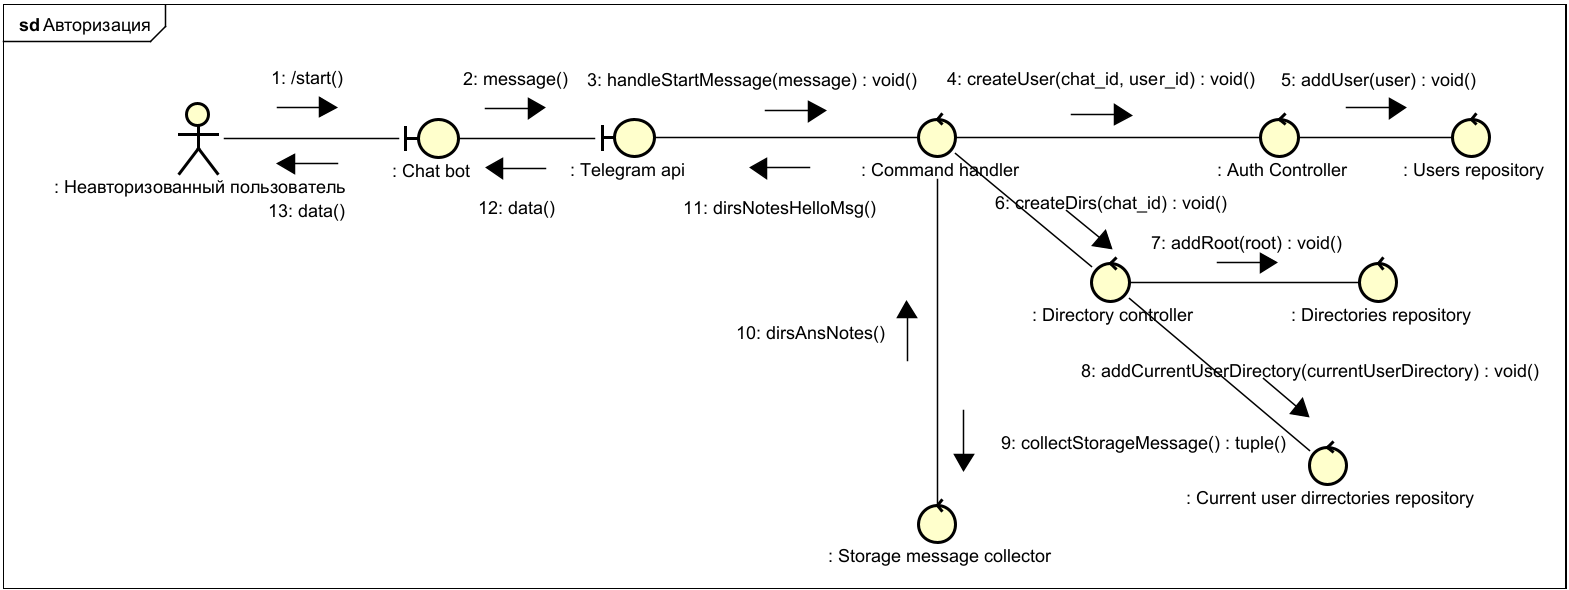 sd Авторизация
1: /start()
2: message()
3: handleStartMessage(message) : void()
4: createUser(chat_id, user_id) : void()
5: addUser(user) : void()
: Неавторизованный пользователь
: Chat bot
: Telegram api
: Command handler
: Auth Controller
: Users repository
13: data()
12: data()
11: dirsNotesHelloMsg()
6: createDirs(chat_id) : void()
7: addRoot(root) : void()
: Directory controller
: Directories repository
10: dirsAnsNotes()
8: addCurrentUserDirectory(currentUserDirectory) : void()
9: collectStorageMessage() : tuple()
: Current user dirrectories repository
: Storage message collector